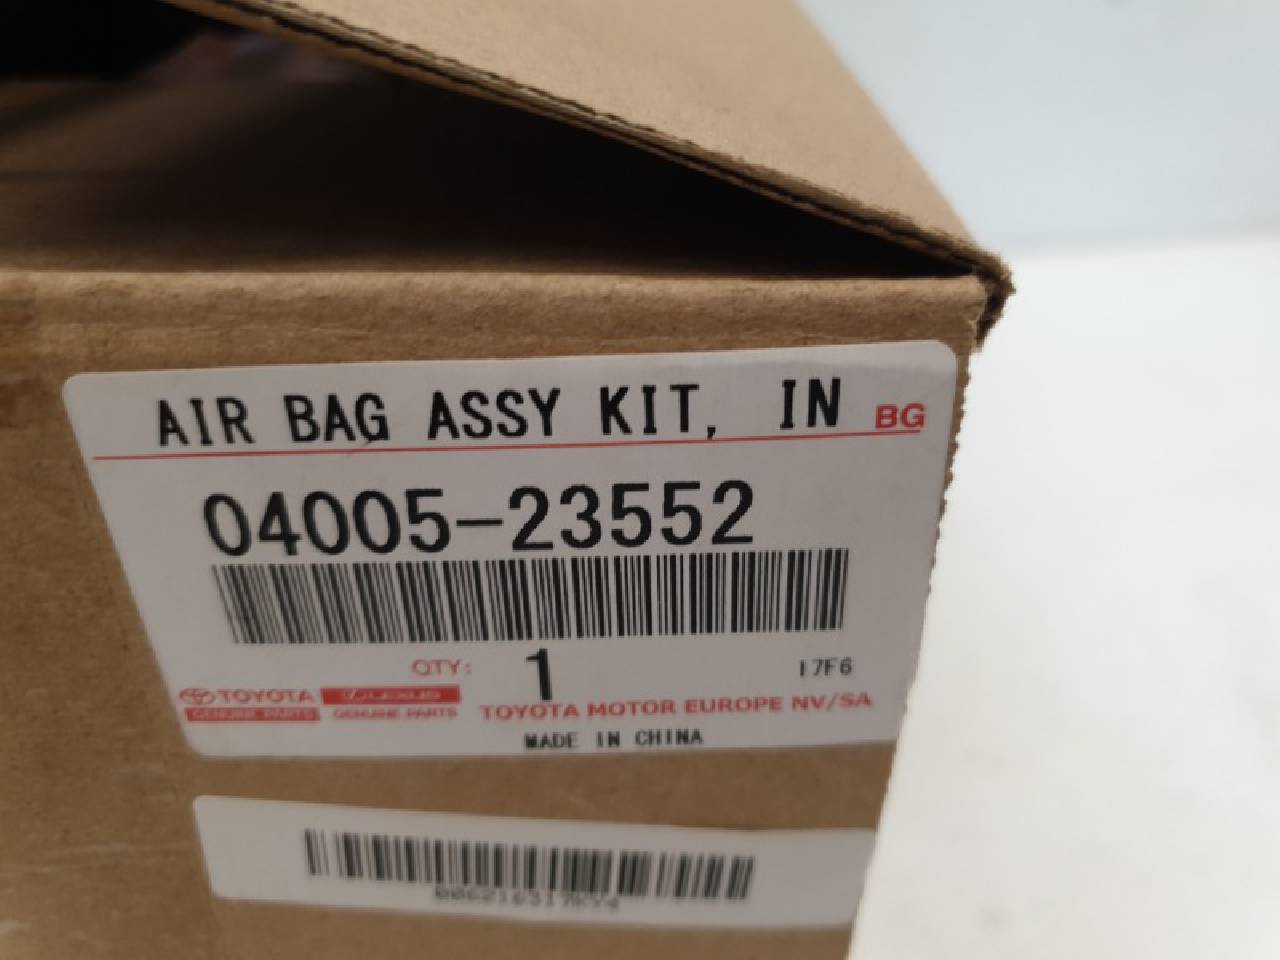 AIR BAG ASSY KIT, IN BG
04005-23552
QTY: 1 17F6
TOYOTA LEXUS
GENUINE PARTS GENUINE PARTS TOYOTA MOTOR EUROPE NV/SA
MADE IN CHINA